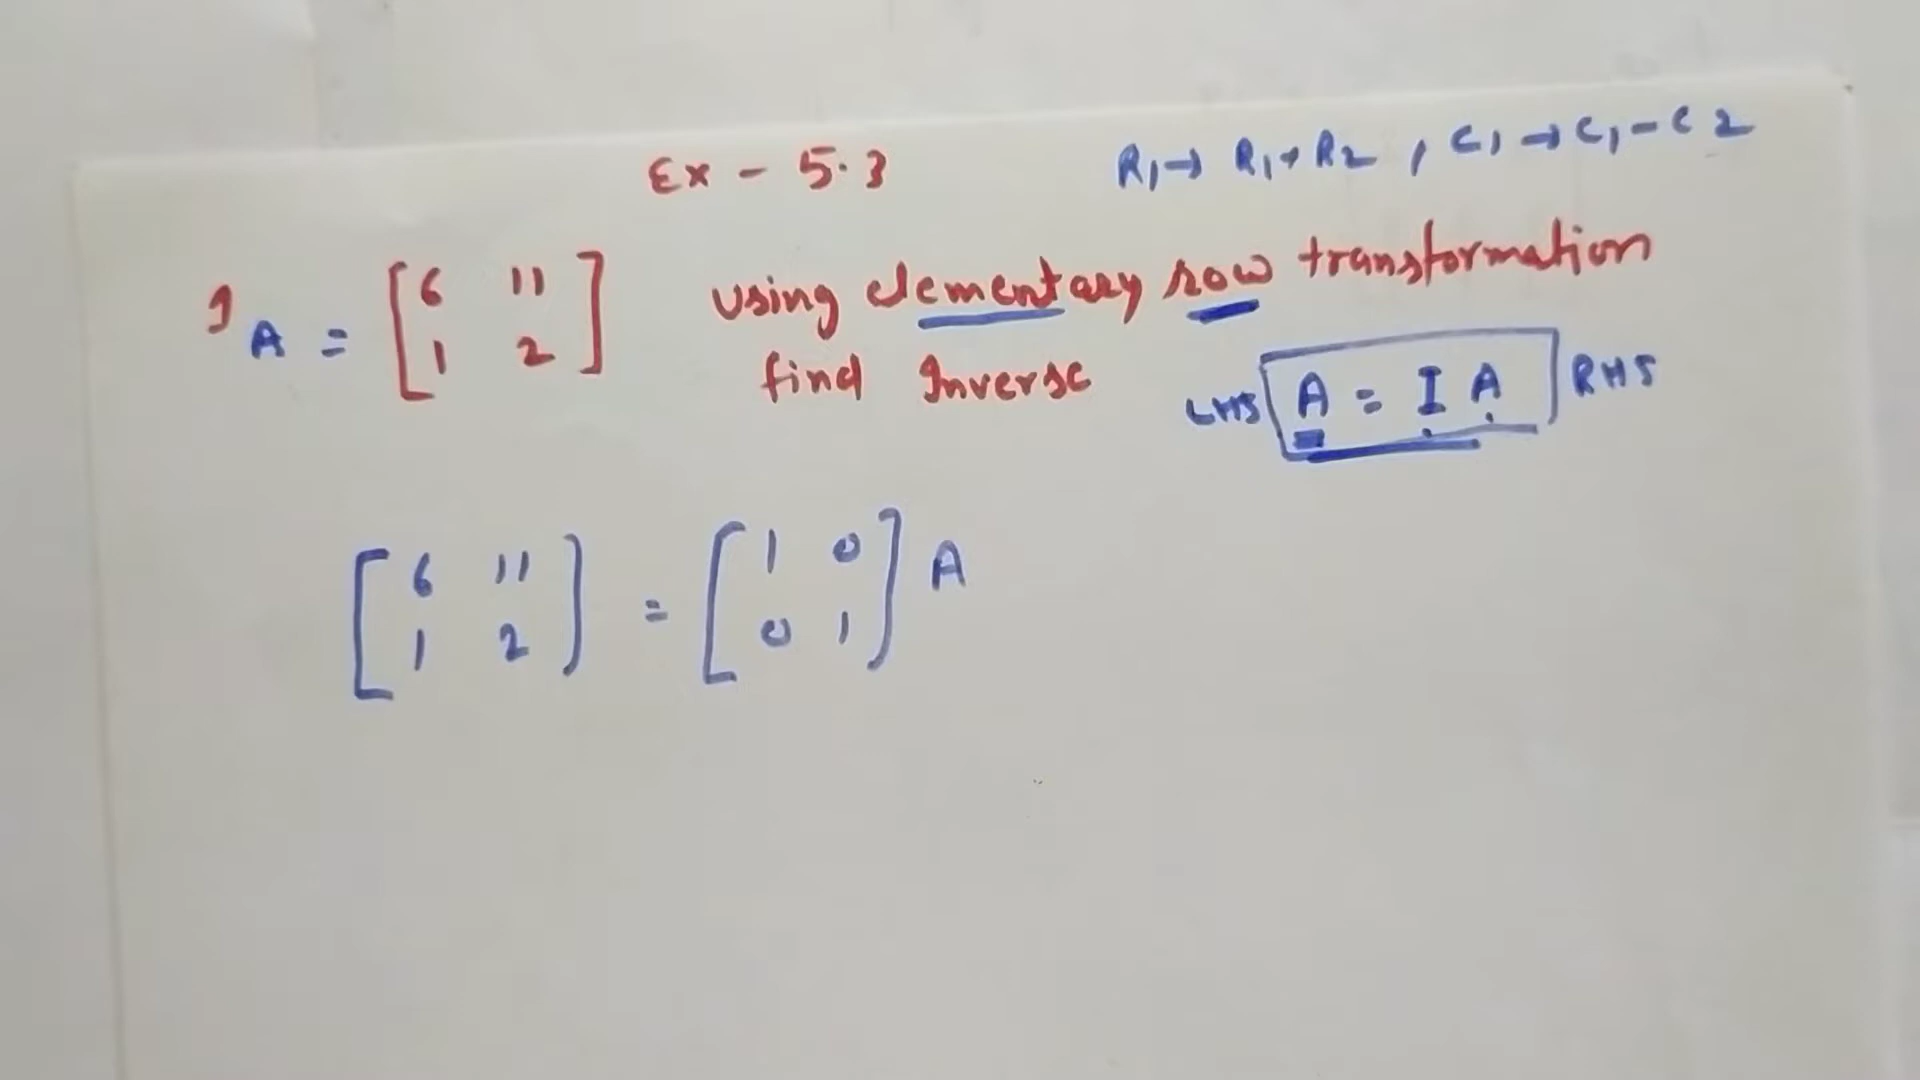 Ex - 5.3
R1→ R1+R2 , C1→C1-C2
1 A = [6 11
1 2] using elementary row transformation
find Inverse
LHS A = I A RHS
[6 11
1 2] = [1 0
0 1] A